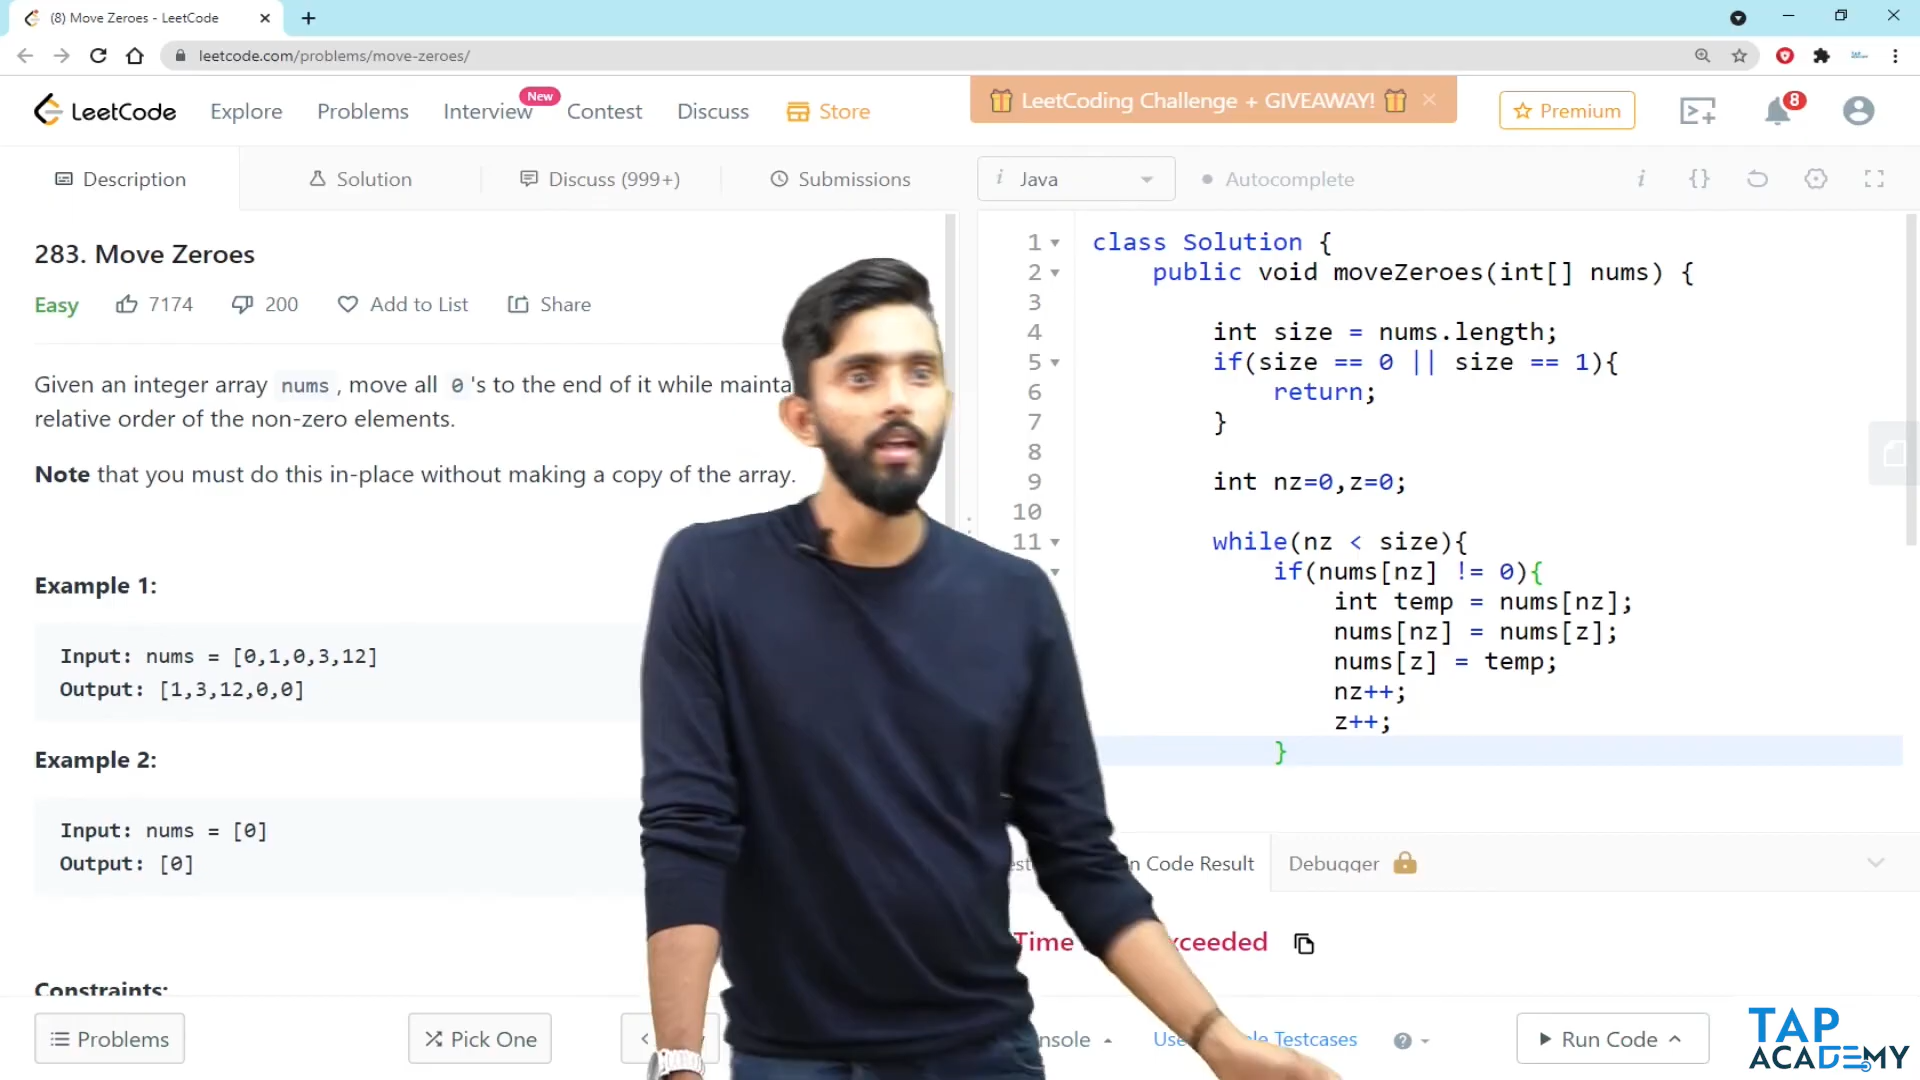 (8) Move Zeroes - LeetCode
leetcode.com/problems/move-zeroes/
LeetCode Explore Problems Interview New Contest Discuss Store
LeetCoding Challenge + GIVEAWAY!
Premium
8
Description Solution Discuss (999+) Submissions
i Java Autocomplete
i {}
283. Move Zeroes
Easy 7174 200 Add to List Share
Given an integer array nums, move all 0's to the end of it while
relative order of the non-zero elements.
Note that you must do this in-place without making a copy of the array.
Example 1:
Input: nums = [0,1,0,3,12]
Output: [1,3,12,0,0]
Example 2:
Input: nums = [0]
Output: [0]
Constraints:
1 class Solution {
2 public void moveZeroes(int[] nums) {
3
4 int size = nums.length;
5 if(size == 0 || size == 1){
6 return;
7 }
8
9 int nz=0,z=0;
10
11 while(nz < size){
if(nums[nz] != 0){
int temp = nums[nz];
nums[nz] = nums[z];
nums[z] = temp;
nz++;
z++;
}
Code Result Debugger
Time
Problems Pick One
Testcases ?
Run Code
TAP
ACADEMY